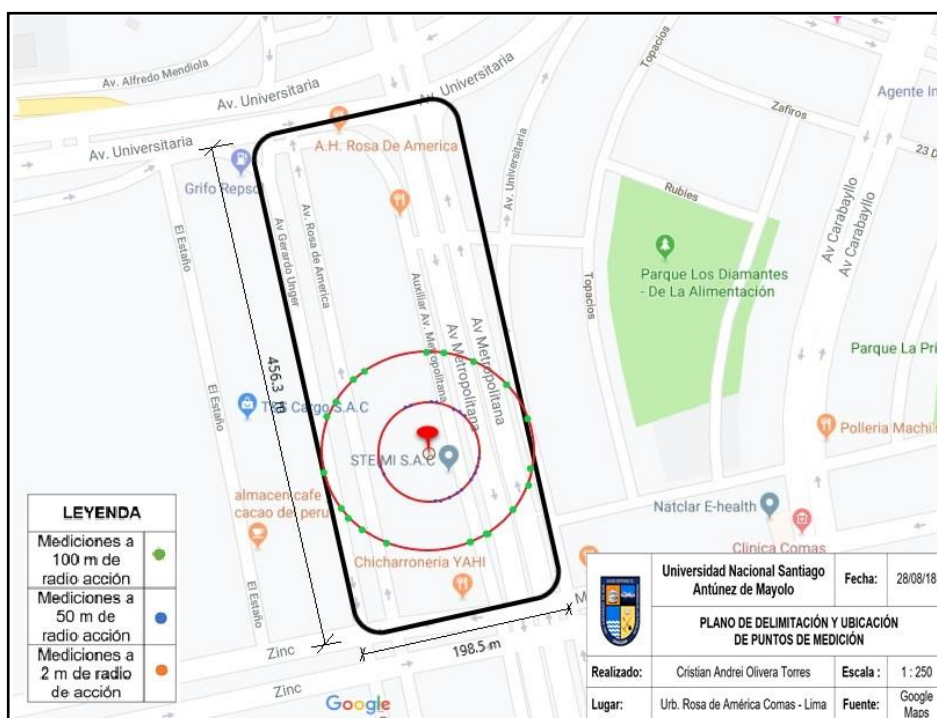 Av. Alfredo Mendiola
Av. Universitaria
Av. Universitaria
A.H. Rosa De America
Grifo Repsol
El Estaño
Av Gerardo Unger
Av. Rosa de America
Av. Universitaria
Topacios
Zafiros
Agente In
23 D
Rubies
Av Carabayllo
Av Carabayllo
Parque Los Diamantes
- De La Alimentación
Topacios
Auxiliar Av. Metropolitana
Av Metropolitana
Av Metropolitana
Parque La Pri
456.3 m
El Estaño
T&S Cargo S.A.C
Polleria Machi's
STEIMI S.A.C
almacen cafe
cacao del peru
Natclar E-health
Clinica Comas
Chicharroneria YAHI
El Estaño
M
Zinc
198.5 m
Zinc
Google
LEYENDA
Mediciones a
100 m de
radio acción
Mediciones a
50 m de
radio acción
Mediciones a
2 m de radio
de acción
Universidad Nacional Santiago
Antúnez de Mayolo
Fecha: 28/08/18
PLANO DE DELIMITACIÓN Y UBICACIÓN
DE PUNTOS DE MEDICIÓN
Realizado: Cristian Andrei Olivera Torres Escala : 1 : 250
Lugar: Urb. Rosa de América Comas - Lima Fuente: Google
Maps